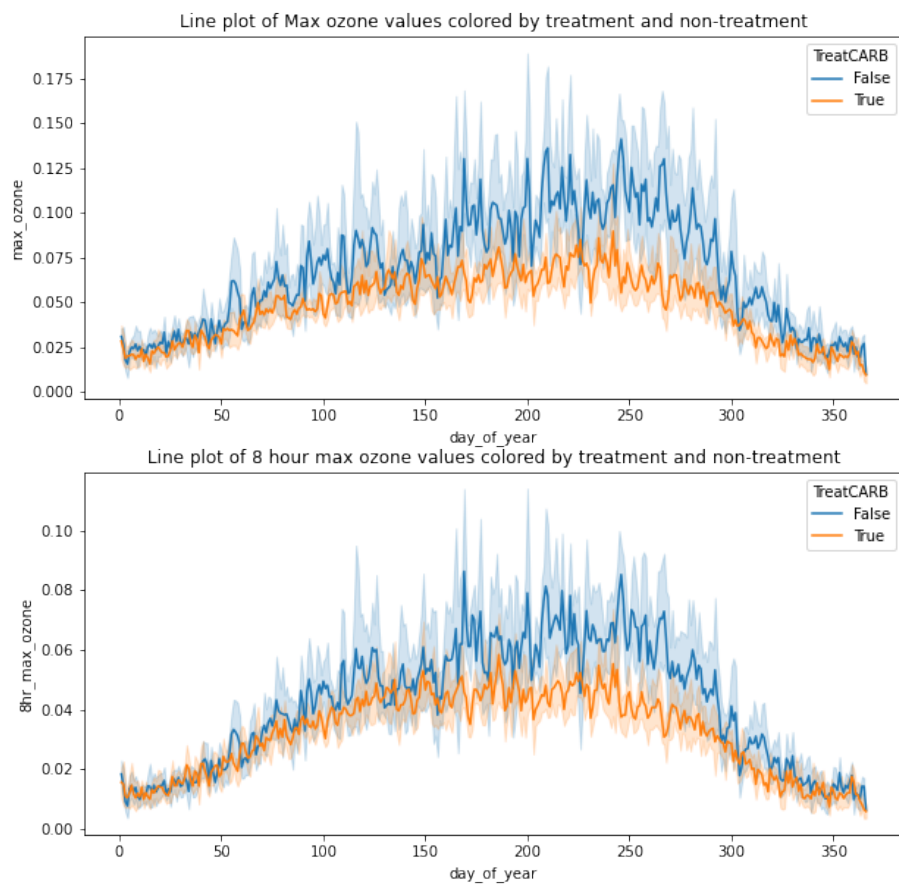 Line plot of Max ozone values colored by treatment and non-treatment
TreatCARB
False
True
0.175
0.150
0.125
0.100
0.075
0.050
0.025
0.000
max_ozone
0 50 100 150 200 250 300 350
day_of_year
Line plot of 8 hour max ozone values colored by treatment and non-treatment
TreatCARB
False
True
0.10
0.08
0.06
0.04
0.02
0.00
8hr_max_ozone
0 50 100 150 200 250 300 350
day_of_year